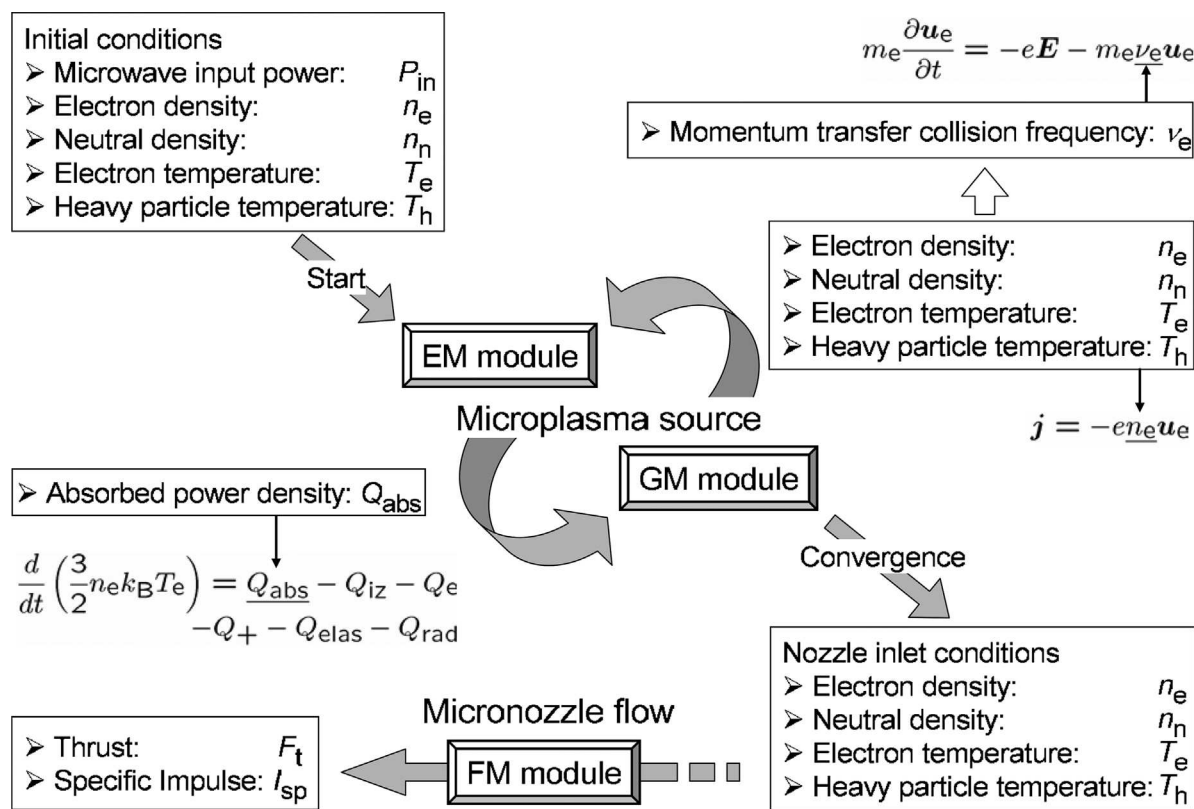 Initial conditions
➢ Microwave input power: P_in
➢ Electron density: n_e
➢ Neutral density: n_n
➢ Electron temperature: T_e
➢ Heavy particle temperature: T_h
Start
EM module
Microplasma source
GM module
m_e ∂u_e/∂t = −eE − m_e ν_e u_e
➢ Momentum transfer collision frequency: ν_e
➢ Electron density: n_e
➢ Neutral density: n_n
➢ Electron temperature: T_e
➢ Heavy particle temperature: T_h
j = −en_e u_e
➢ Absorbed power density: Q_abs
d/dt (3/2 n_e k_B T_e) = Q_abs − Q_iz − Q_e
−Q_+ − Q_elas − Q_rad
Convergence
Nozzle inlet conditions
➢ Electron density: n_e
➢ Neutral density: n_n
➢ Electron temperature: T_e
➢ Heavy particle temperature: T_h
Micronozzle flow
FM module
➢ Thrust: F_t
➢ Specific Impulse: I_sp